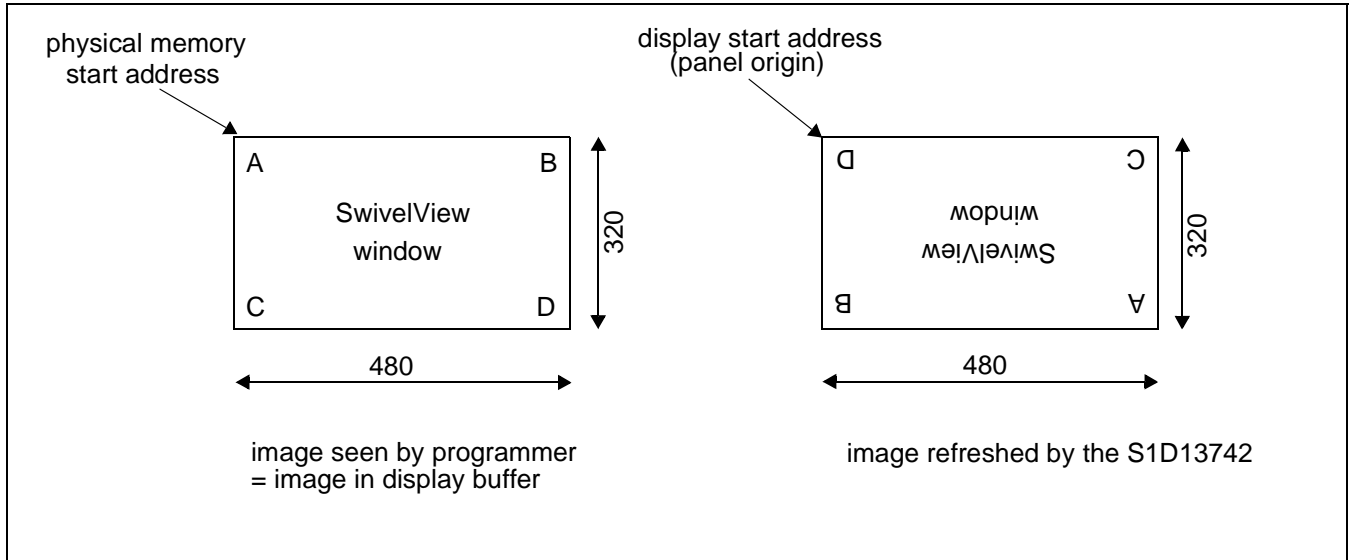 physical memory
start address
A
B
SwivelView
window
C
D
320
480
image seen by programmer
= image in display buffer
display start address
(panel origin)
D
C
window
SwivelView
B
A
320
480
image refreshed by the S1D13742